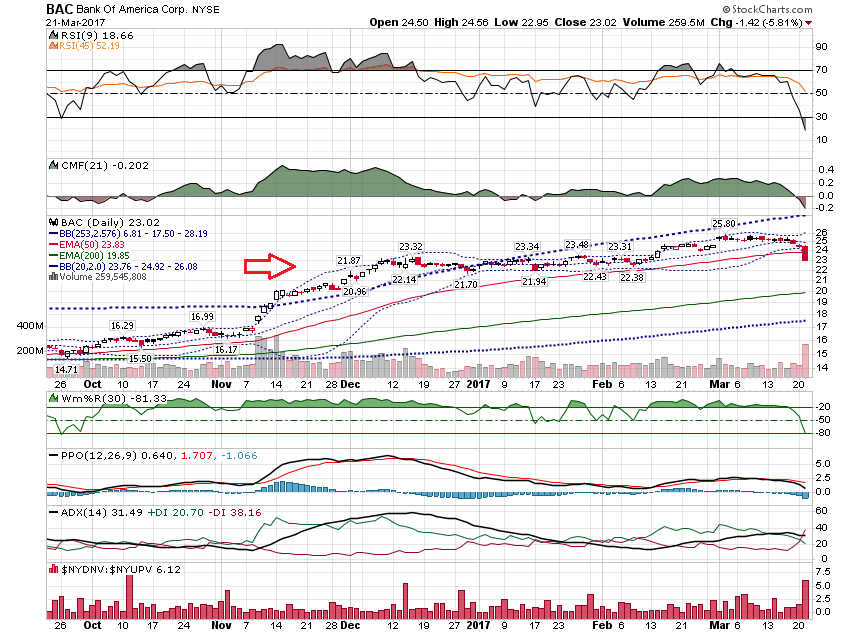 BAC Bank Of America Corp. NYSE © StockCharts.com
21-Mar-2017 Open 24.50 High 24.56 Low 22.95 Close 23.02 Volume 259.5M Chg -1.42 (-5.81%)
RSI(9) 18.66
RSI(45) 52.19
90
70
50
30
10
CMF(21) -0.202
0.4
0.2
0.0
-0.2
BAC (Daily) 23.02
BB(253,2.576) 6.81 - 17.50 - 28.19
EMA(50) 23.83
EMA(200) 19.85
BB(20,2.0) 23.76 - 24.92 - 26.08
Volume 259,545,808
25.80
23.32 23.34 23.48 23.31
21.87
22.14 22.43 22.38
21.70 21.94
20.96
16.99
16.29
16.17
15.50
14.71
400M
200M
26
25
24
23
22
21
20
19
18
17
16
15
14
26 Oct 10 17 24 Nov 7 14 21 28 Dec 12 19 27 2017 9 17 23 Feb 6 13 21 Mar 6 13 20
Wm%R(30) -81.33
-20
-50
-80
PPO(12,26,9) 0.640, 1.707, -1.066
5.0
2.5
0.0
ADX(14) 31.49 +DI 20.70 -DI 38.16
60
40
20
0
$NYDNV:$NYUPV 6.12
7.5
5.0
2.5
0.0
26 Oct 10 17 24 Nov 7 14 21 28 Dec 12 19 27 2017 9 17 23 Feb 6 13 21 Mar 6 13 20